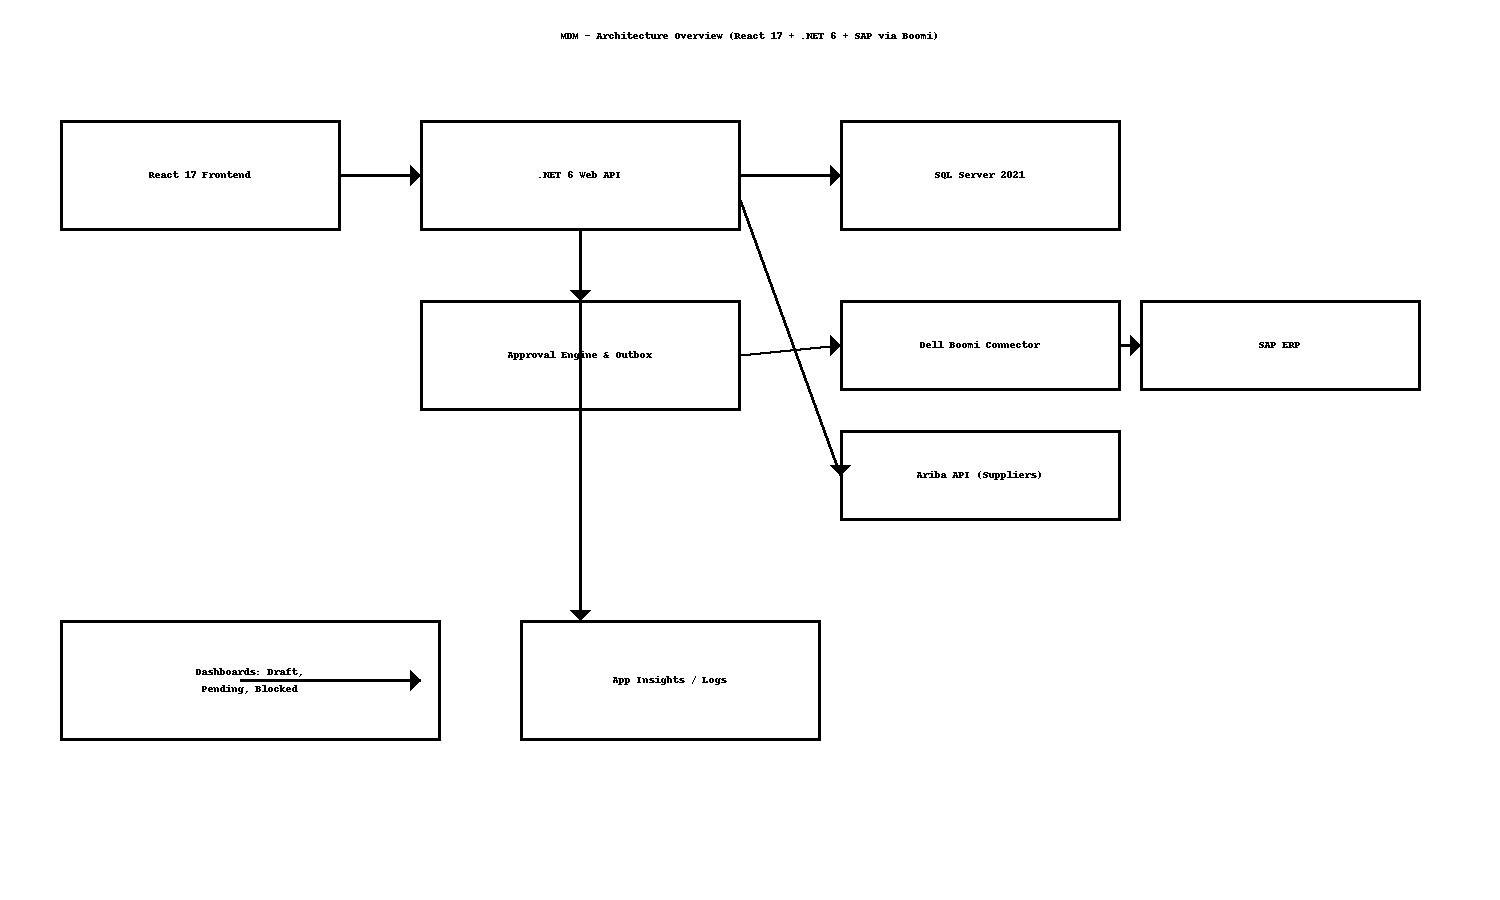 MDM - Architecture Overview (React 17 + .NET 6 + SAP via Boomi)
React 17 Frontend
.NET 6 Web API
SQL Server 2021
Approval Engine & Outbox
Dell Boomi Connector
SAP ERP
Ariba API (Suppliers)
Dashboards: Draft,
Pending, Blocked
App Insights / Logs